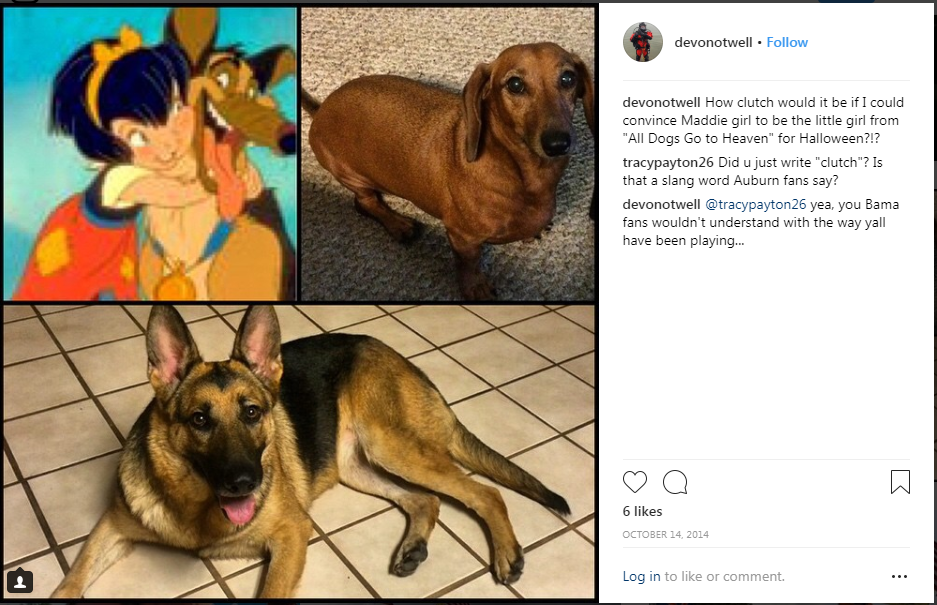 devonotwell • Follow
devonotwell How clutch would it be if I could
convince Maddie girl to be the little girl from
"All Dogs Go to Heaven" for Halloween?!?
tracypayton26 Did u just write "clutch"? Is
that a slang word Auburn fans say?
devonotwell @tracypayton26 yea, you Bama
fans wouldn't understand with the way yall
have been playing...
6 likes
OCTOBER 14, 2014
Log in to like or comment.